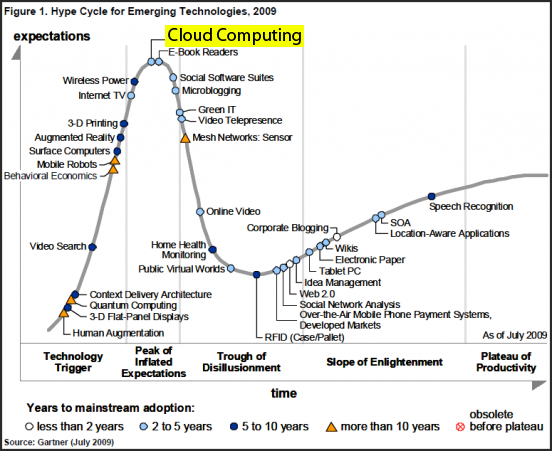 Figure 1. Hype Cycle for Emerging Technologies, 2009
expectations
Cloud Computing
E-Book Readers
Wireless Power
Social Software Suites
Internet TV
Microblogging
Green IT
3-D Printing
Video Telepresence
Augmented Reality
Mesh Networks: Sensor
Surface Computers
Mobile Robots
Behavioral Economics
Speech Recognition
Online Video
Corporate Blogging
SOA
Location-Aware Applications
Video Search
Home Health
Monitoring
Wikis
Electronic Paper
Public Virtual Worlds
Tablet PC
Idea Management
Context Delivery Architecture
Web 2.0
Quantum Computing
Social Network Analysis
3-D Flat-Panel Displays
Over-the-Air Mobile Phone Payment Systems,
Developed Markets
Human Augmentation
RFID (Case/Pallet)
As of July 2009
Technology
Trigger
Peak of
Inflated
Expectations
Trough of
Disillusionment
Slope of Enlightenment
Plateau of
Productivity
time
Years to mainstream adoption:
less than 2 years
2 to 5 years
5 to 10 years
more than 10 years
obsolete
before plateau
Source: Gartner (July 2009)